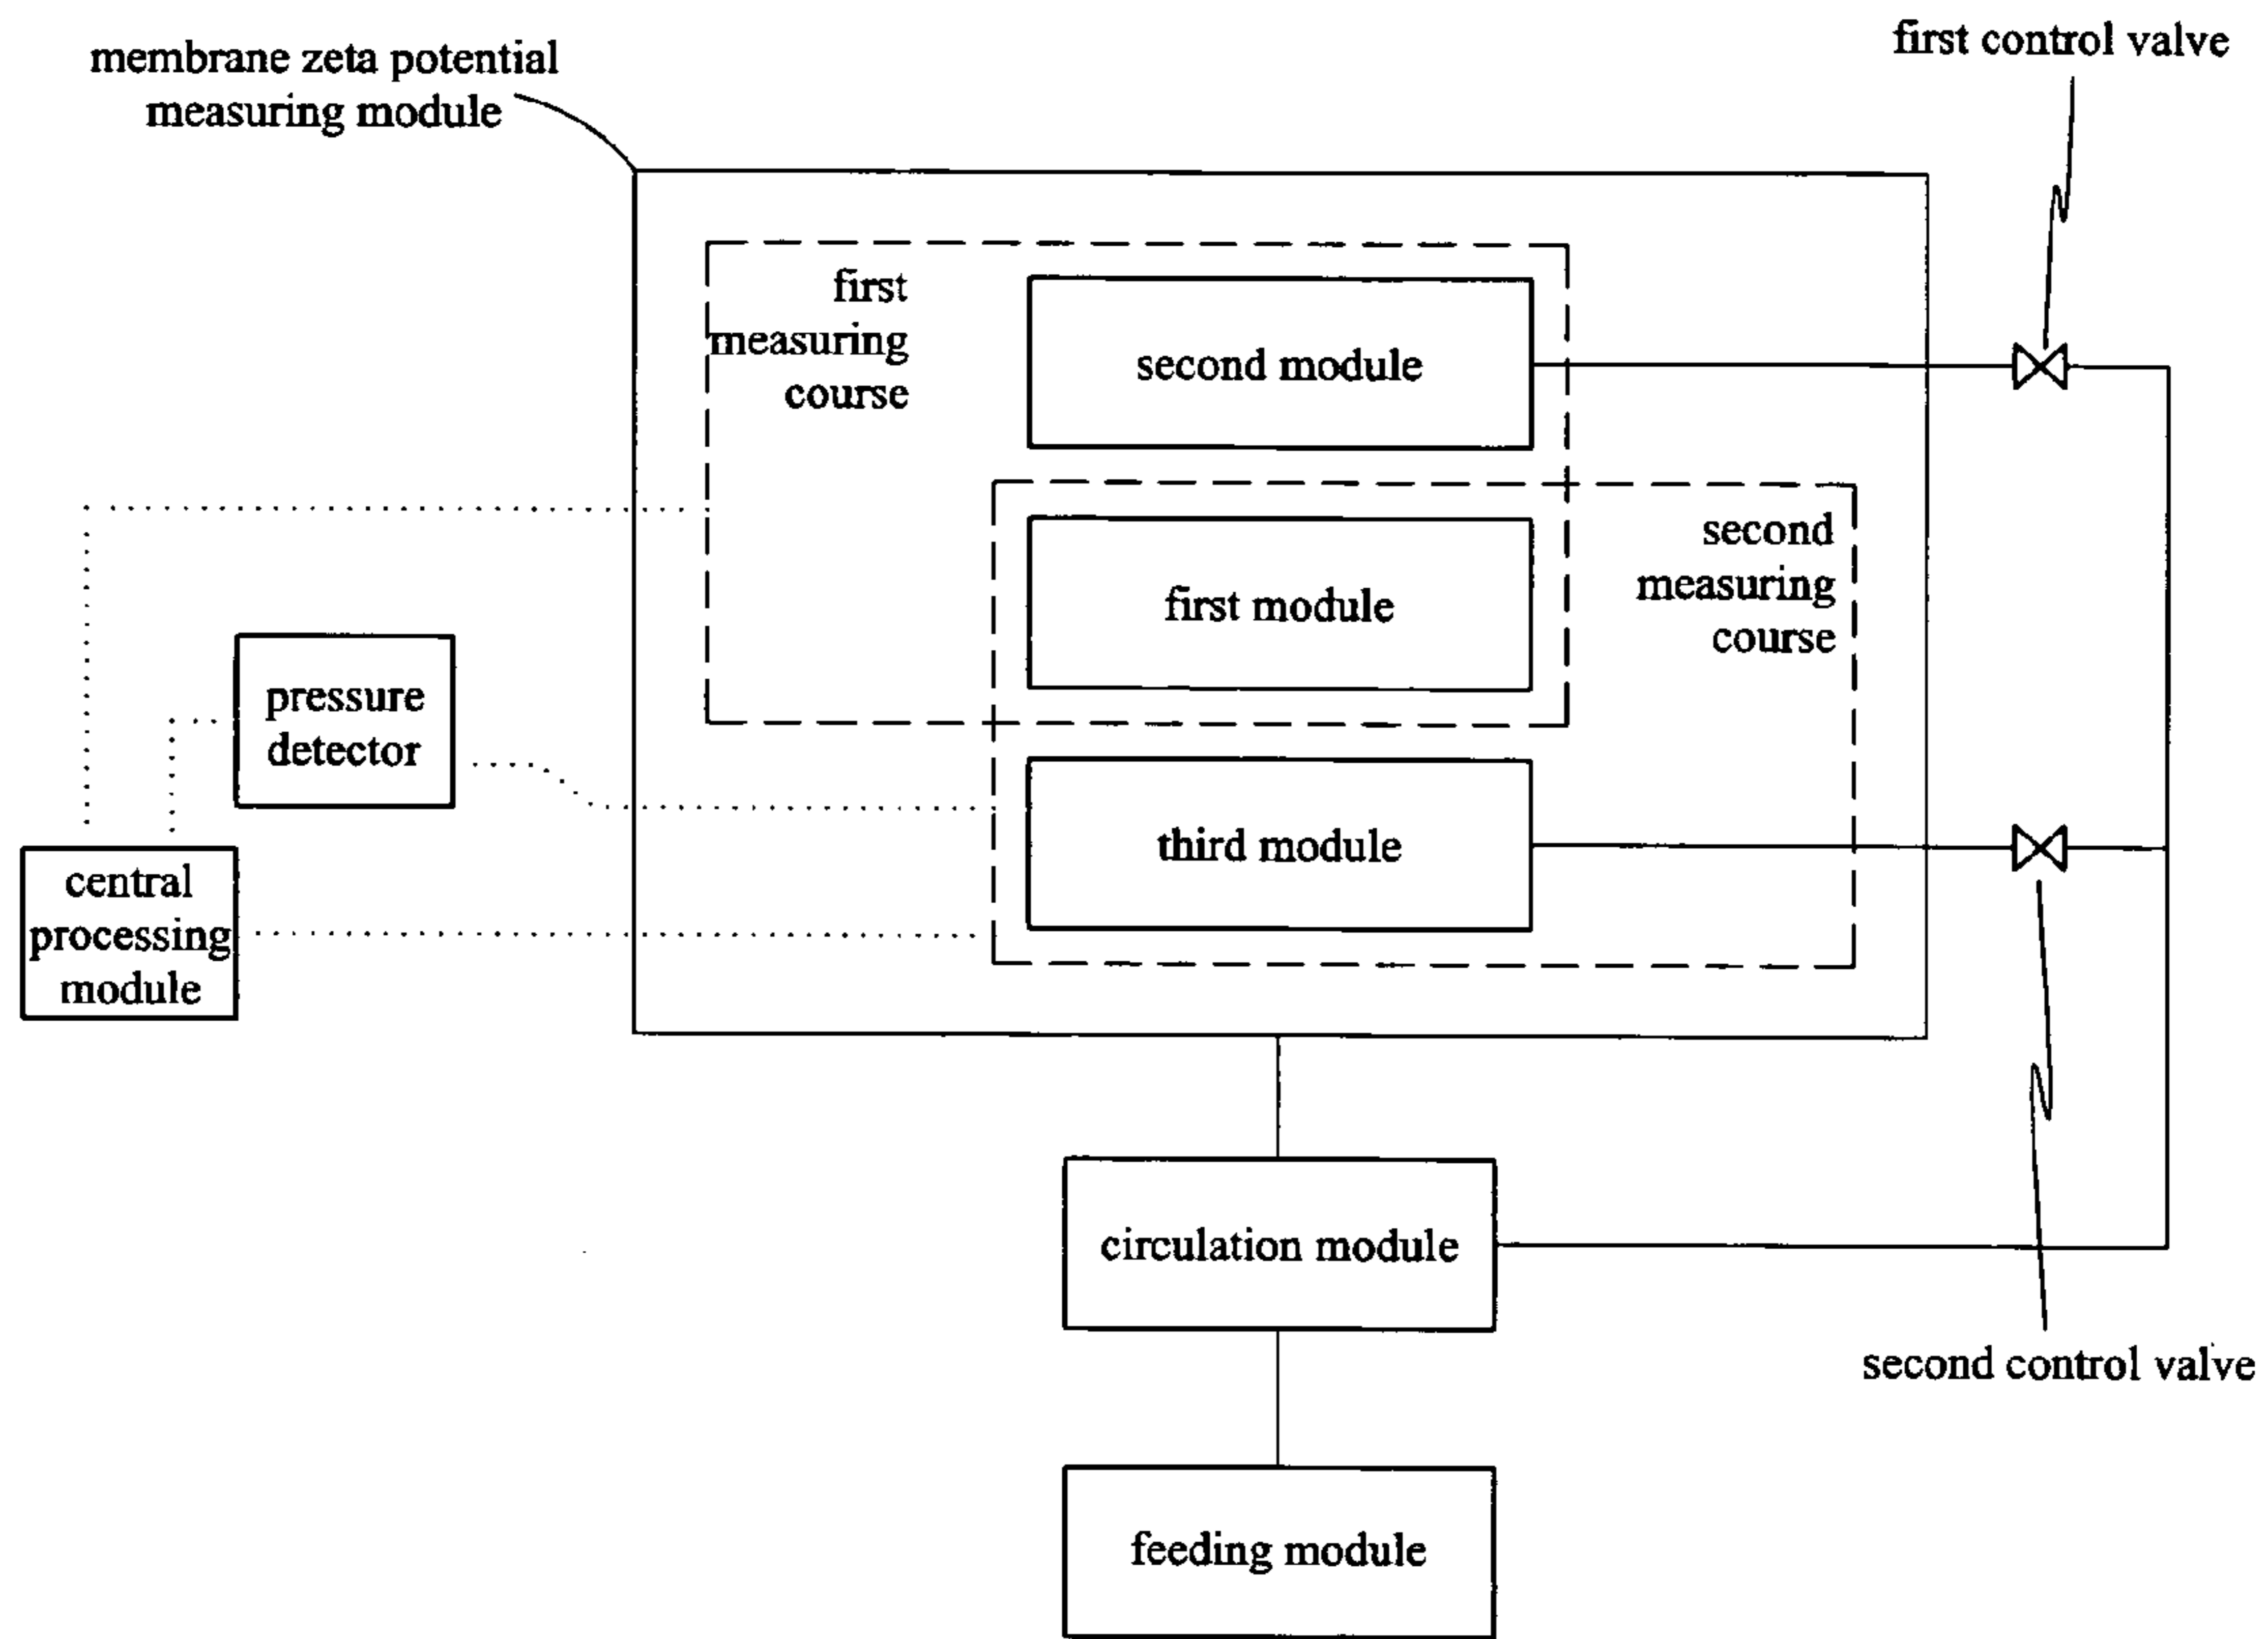 first control valve
membrane zeta potential
measuring module
first
measuring
course
second module
second
measuring
course
first module
pressure
detector
third module
central
processing
module
circulation module
second control valve
feeding module